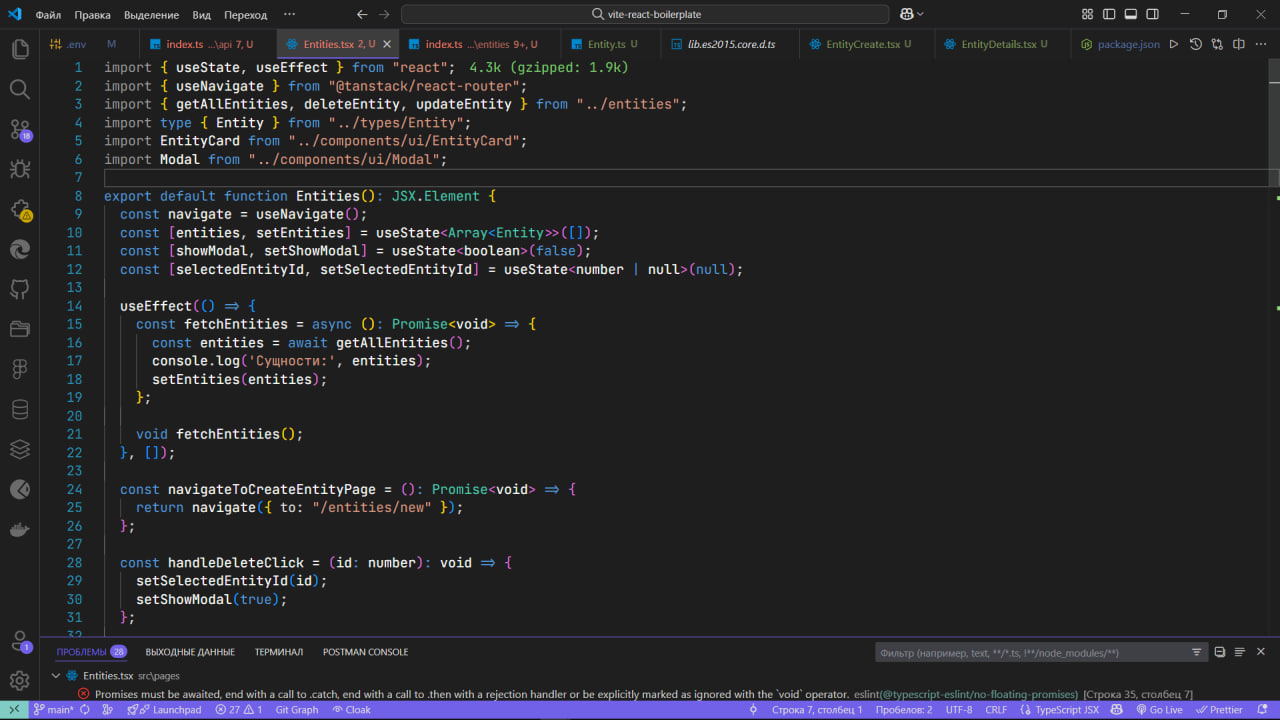 Файл Правка Выделение Вид Переход ··· vite-react-boilerplate
.env M index.ts ...\api 7, U Entities.tsx 2, U index.ts ...\entities 9+, U Entity.ts U lib.es2015.core.d.ts EntityCreate.tsx U EntityDetails.tsx U package.json
1 import { useState, useEffect } from "react"; 4.3k (gzipped: 1.9k)
2 import { useNavigate } from "@tanstack/react-router";
3 import { getAllEntities, deleteEntity, updateEntity } from "../entities";
4 import type { Entity } from "../types/Entity";
5 import EntityCard from "../components/ui/EntityCard";
6 import Modal from "../components/ui/Modal";
7
8 export default function Entities(): JSX.Element {
9 const navigate = useNavigate();
10 const [entities, setEntities] = useState<Array<Entity>>([]);
11 const [showModal, setShowModal] = useState<boolean>(false);
12 const [selectedEntityId, setSelectedEntityId] = useState<number | null>(null);
13
14 useEffect(() => {
15 const fetchEntities = async (): Promise<void> => {
16 const entities = await getAllEntities();
17 console.log('Сущности:', entities);
18 setEntities(entities);
19 };
20
21 void fetchEntities();
22 }, []);
23
24 const navigateToCreateEntityPage = (): Promise<void> => {
25 return navigate({ to: "/entities/new" });
26 };
27
28 const handleDeleteClick = (id: number): void => {
29 setSelectedEntityId(id);
30 setShowModal(true);
31 };
32
18
1
ПРОБЛЕМЫ 28 ВЫХОДНЫЕ ДАННЫЕ ТЕРМИНАЛ POSTMAN CONSOLE Фильтр (например, text, **/*.ts, !**/node_modules/**)
Entities.tsx src\pages
Promises must be awaited, end with a call to .catch, end with a call to .then with a rejection handler or be explicitly marked as ignored with the `void` operator. eslint(@typescript-eslint/no-floating-promises) [Строка 35, столбец 7]
main* Launchpad 27 1 Git Graph Cloak Строка 7, столбец 1 Пробелов: 2 UTF-8 CRLF TypeScript JSX Go Live Prettier